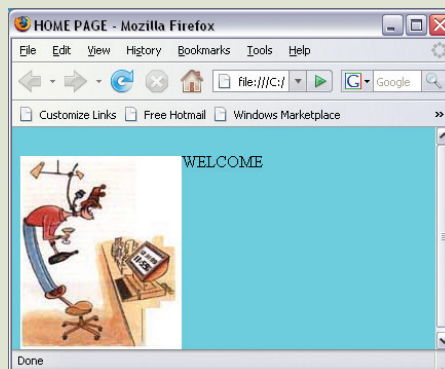 HOME PAGE - Mozilla Firefox
File Edit View History Bookmarks Tools Help
file:///C:/ G Google
Customize Links Free Hotmail Windows Marketplace »
WELCOME
Done